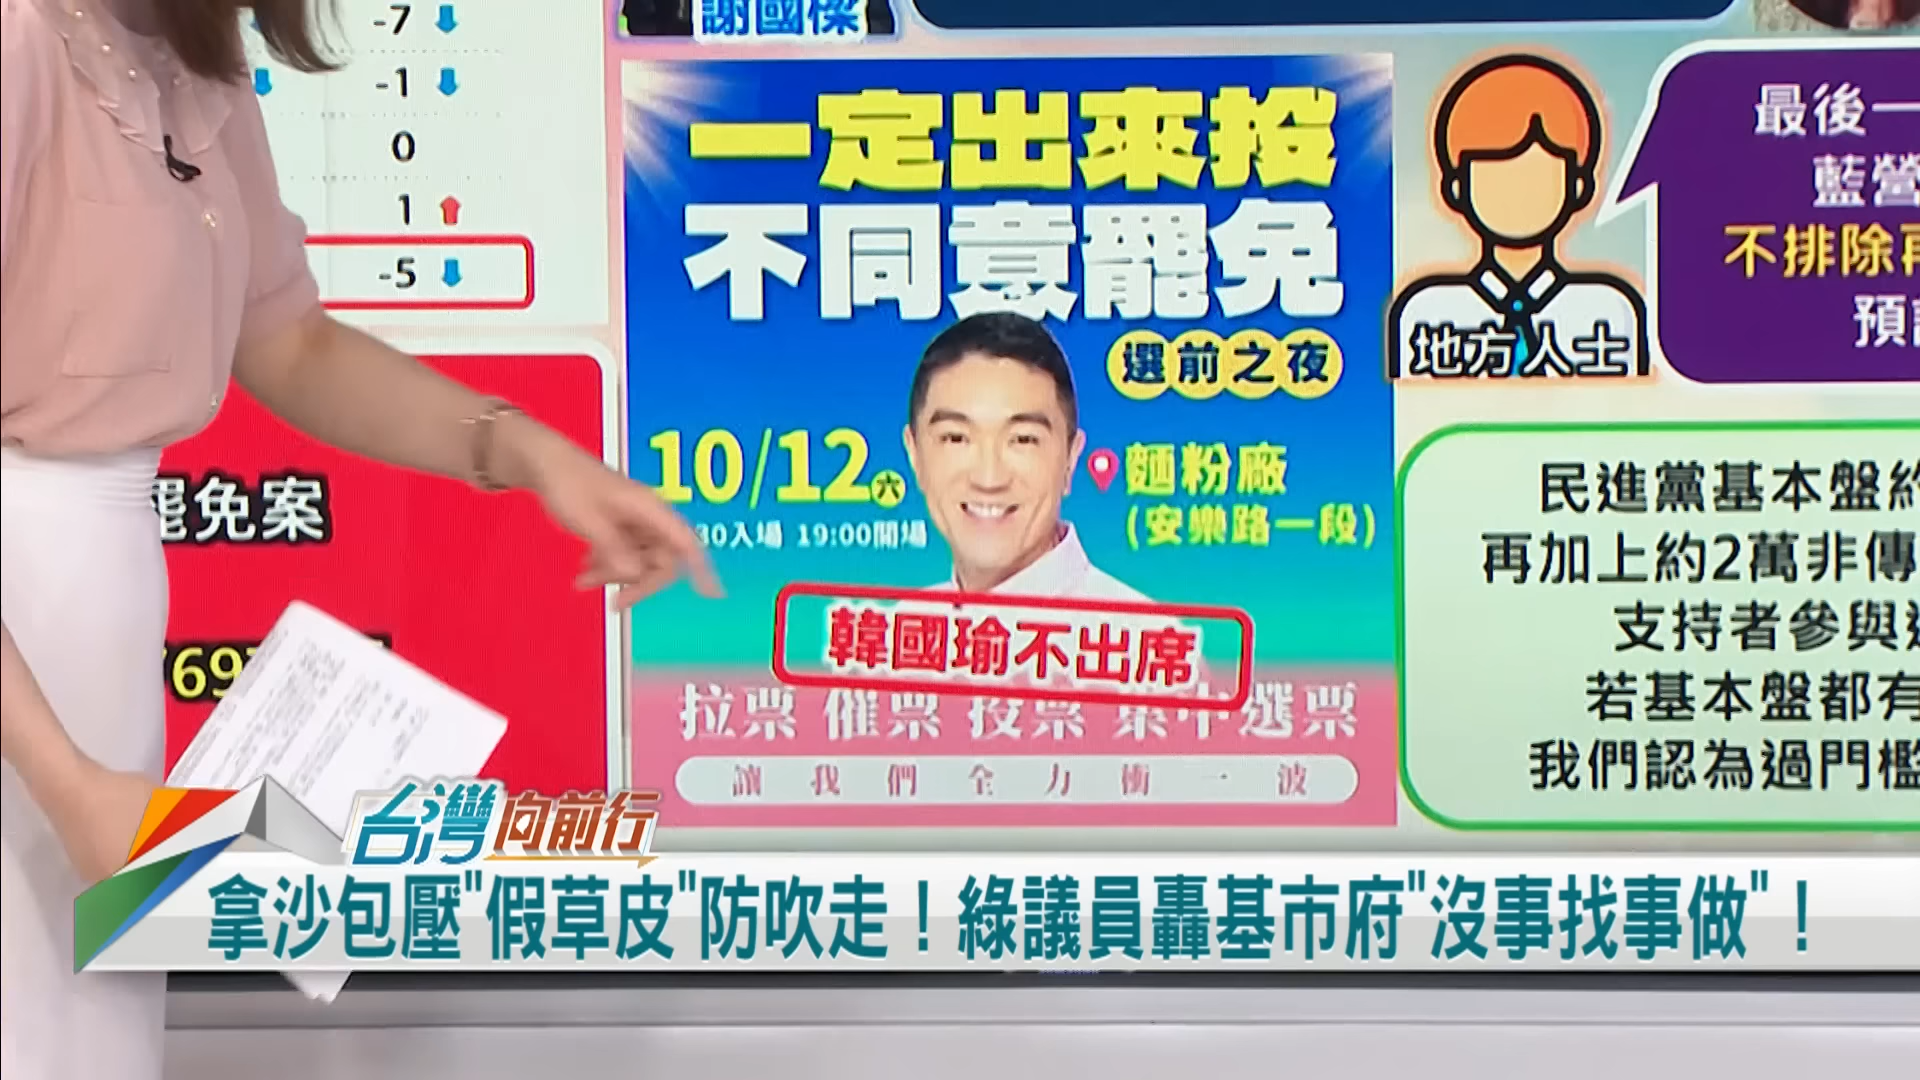 -7
-1
0
1
-5
罷免案
謝國樑
一定出來投
不同意罷免
選前之夜
10/12 六
30入場 19:00開場
麵粉廠
(安樂路一段)
韓國瑜不出席
拉票 催票 投票 集中選票
讓我們全力衝一波
最後一
藍營
不排除再
預
地方人士
民進黨基本盤約
再加上約2萬非傳
支持者參與
若基本盤都有
我們認為過門檻
台灣向前行
拿沙包壓"假草皮"防吹走！綠議員轟基市府"沒事找事做"！